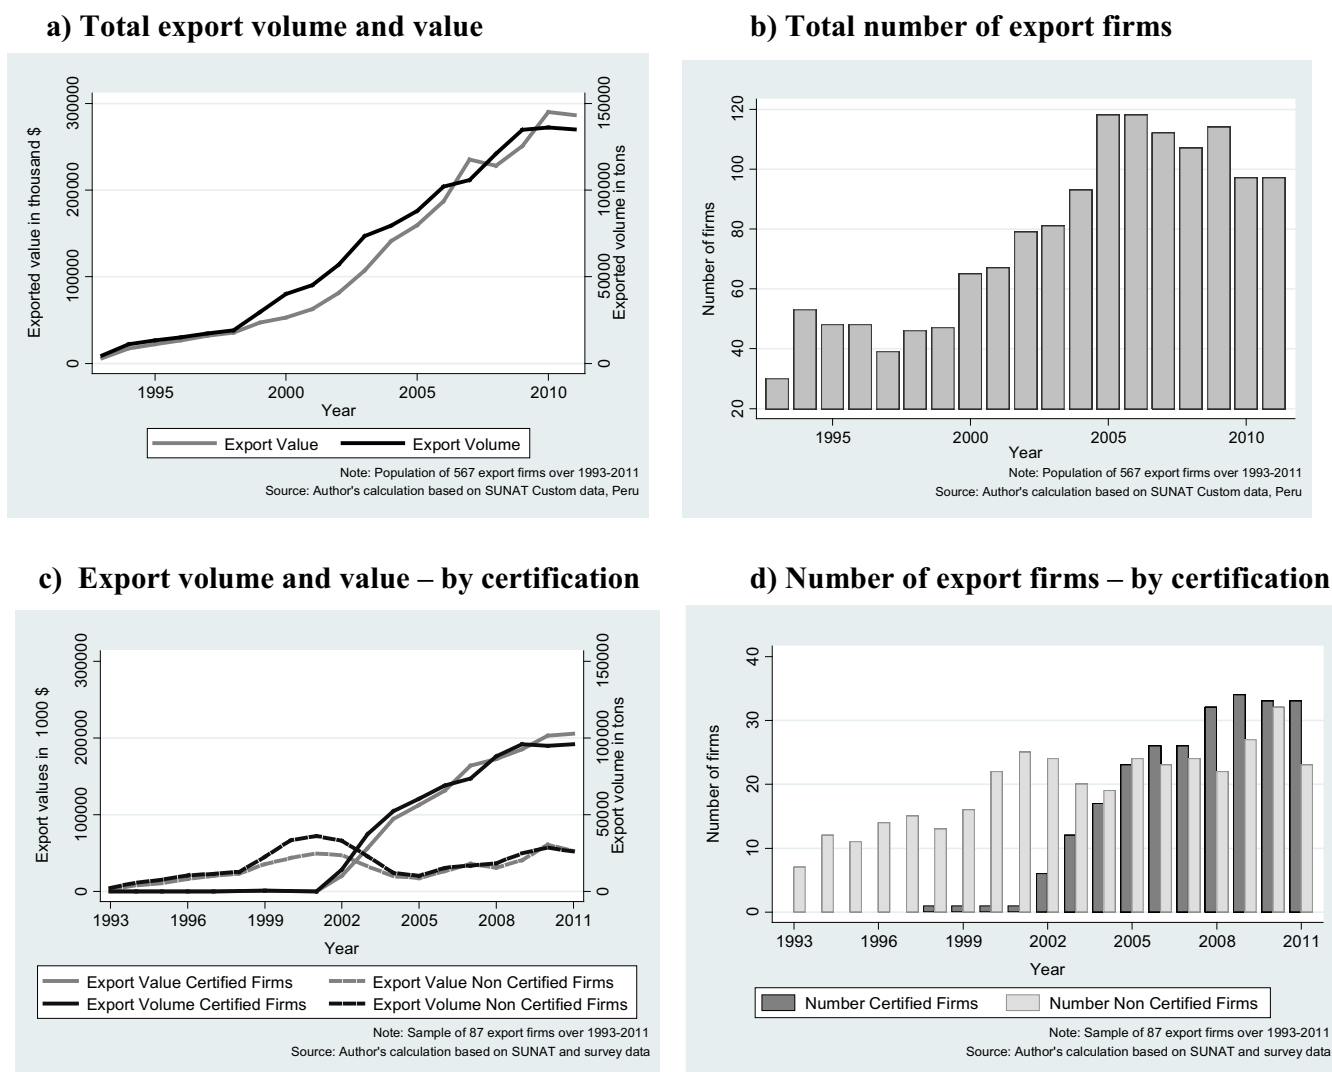 a) Total export volume and value
300000
200000
100000
0
Exported value in thousand $
150000
100000
50000
0
Exported volume in tons
1995 2000 2005 2010
Year
Export Value Export Volume
Note: Population of 567 export firms over 1993-2011
Source: Author's calculation based on SUNAT Custom data, Peru
b) Total number of export firms
120
100
80
60
40
20
Number of firms
1995 2000 2005 2010
Year
Note: Population of 567 export firms over 1993-2011
Source: Author's calculation based on SUNAT Custom data, Peru
c) Export volume and value – by certification
300000
200000
100000
0
Export values in 1000 $
150000
100000
50000
0
Export volume in tons
1993 1996 1999 2002 2005 2008 2011
Year
Export Value Certified Firms Export Value Non Certified Firms
Export Volume Certified Firms Export Volume Non Certified Firms
Note: Sample of 87 export firms over 1993-2011
Source: Author's calculation based on SUNAT and survey data
d) Number of export firms – by certification
40
30
20
10
0
Number of firms
1993 1996 1999 2002 2005 2008 2011
Year
Number Certified Firms Number Non Certified Firms
Note: Sample of 87 export firms over 1993-2011
Source: Author's calculation based on SUNAT and survey data